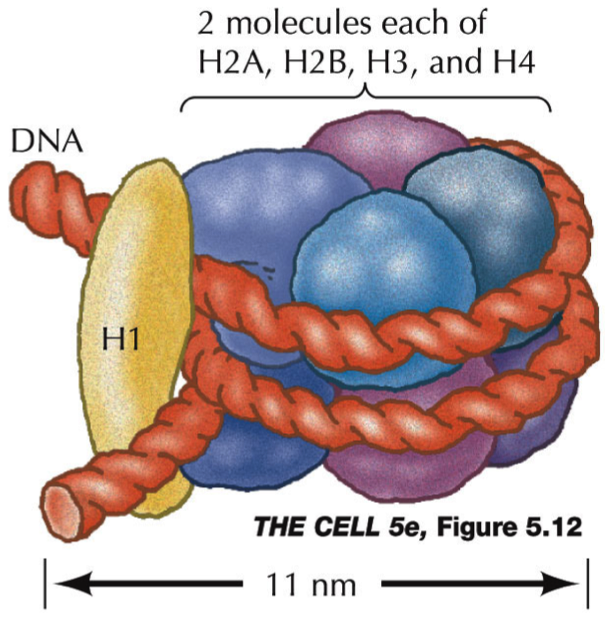 2 molecules each of
H2A, H2B, H3, and H4
DNA
H1
THE CELL 5e, Figure 5.12
11 nm